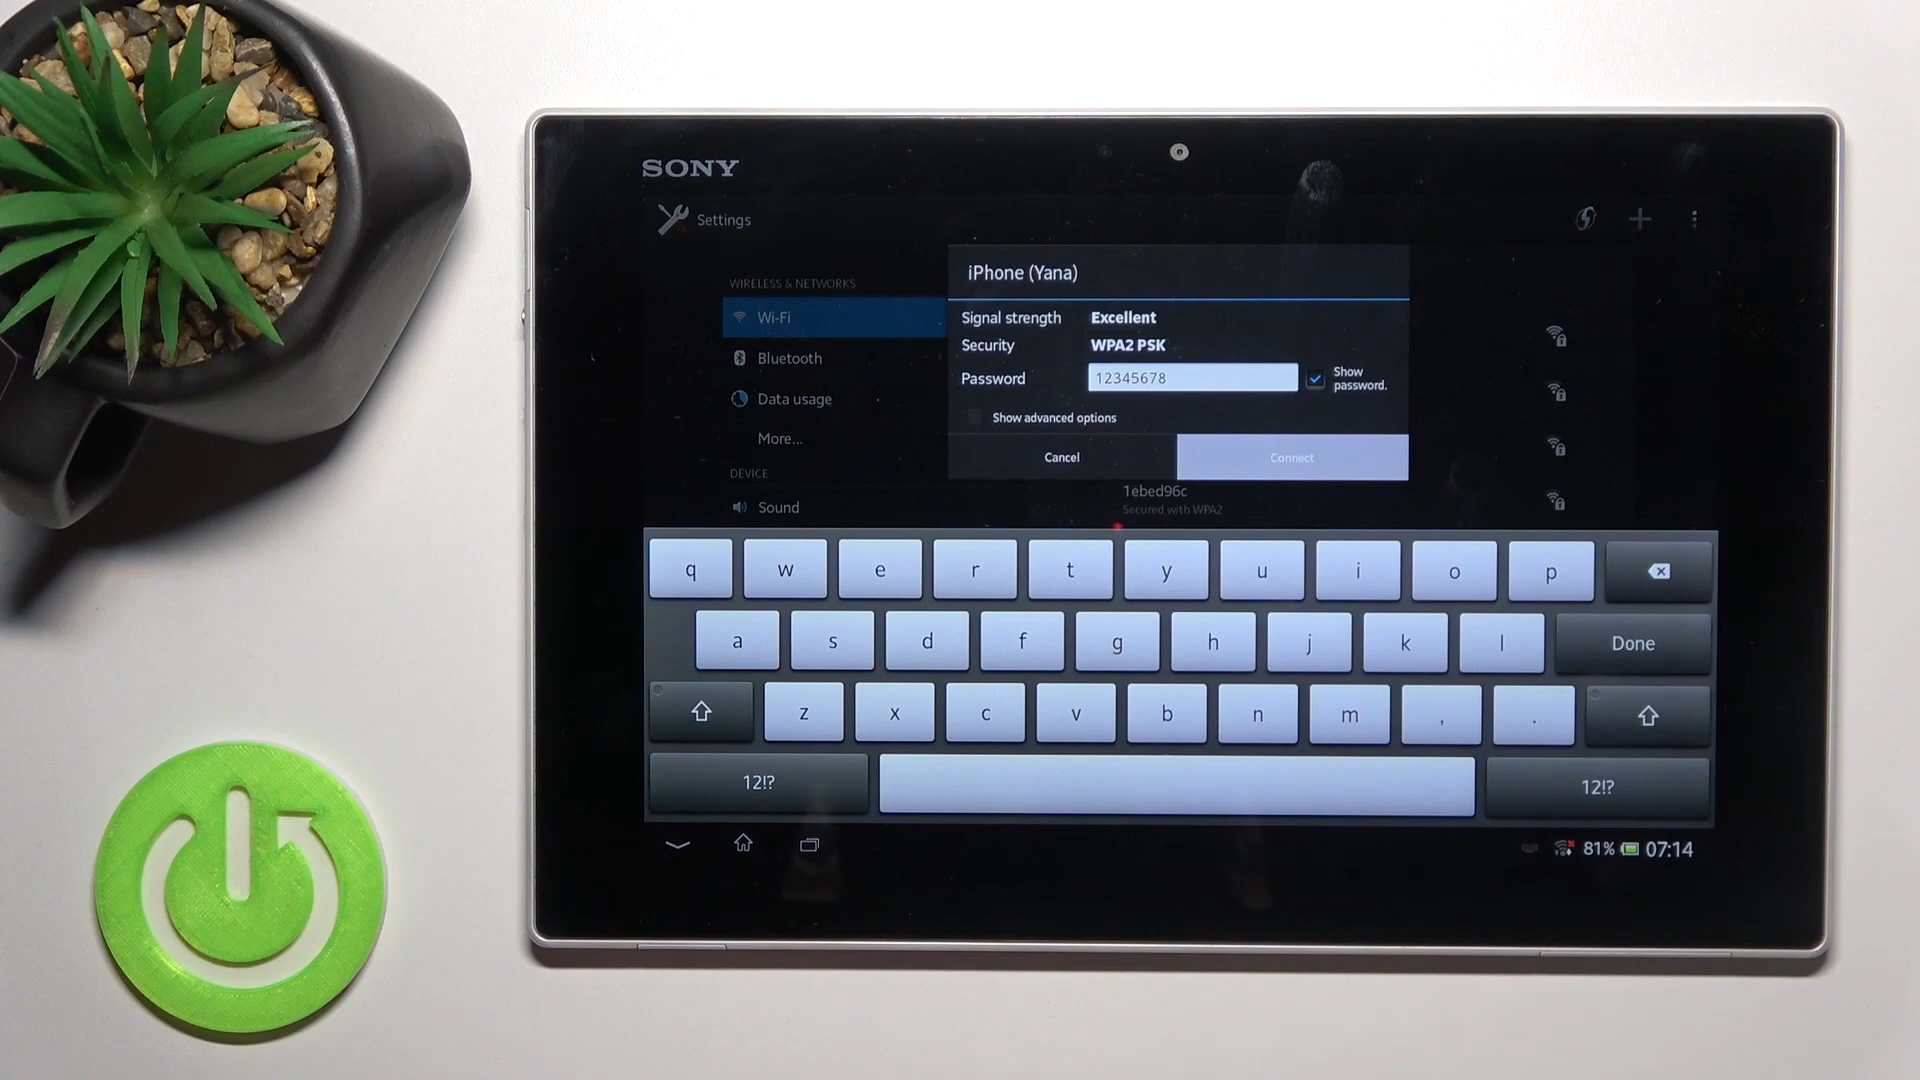 SONY
Settings
WIRELESS & NETWORKS
Wi-Fi
Bluetooth
Data usage
More...
DEVICE
Sound
iPhone (Yana)
Signal strength Excellent
Security WPA2 PSK
Password 12345678
Show password.
Show advanced options
Cancel Connect
1ebed96c
Secured with WPA2
q w e r t y u i o p
a s d f g h j k l Done
z x c v b n m , .
12!? 12!?
81% 07:14